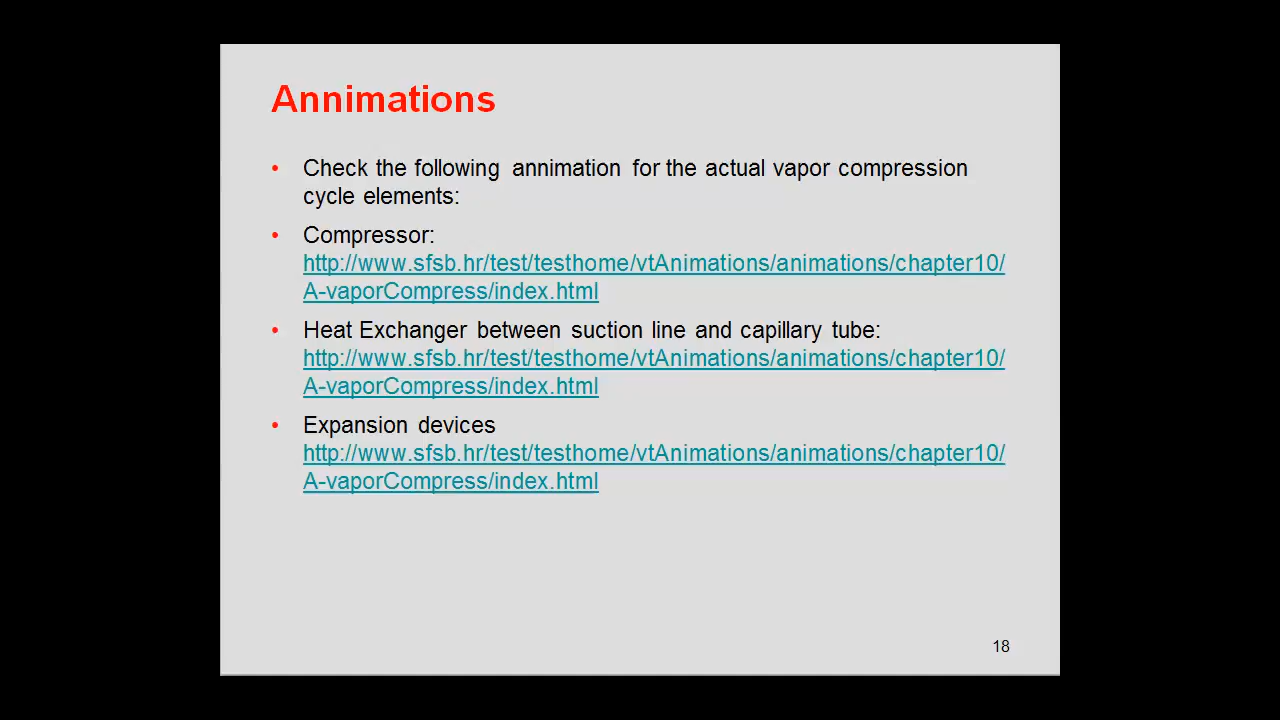 Annimations
• Check the following annimation for the actual vapor compression
cycle elements:
• Compressor:
http://www.sfsb.hr/test/testhome/vtAnimations/animations/chapter10/
A-vaporCompress/index.html
• Heat Exchanger between suction line and capillary tube:
http://www.sfsb.hr/test/testhome/vtAnimations/animations/chapter10/
A-vaporCompress/index.html
• Expansion devices
http://www.sfsb.hr/test/testhome/vtAnimations/animations/chapter10/
A-vaporCompress/index.html
18